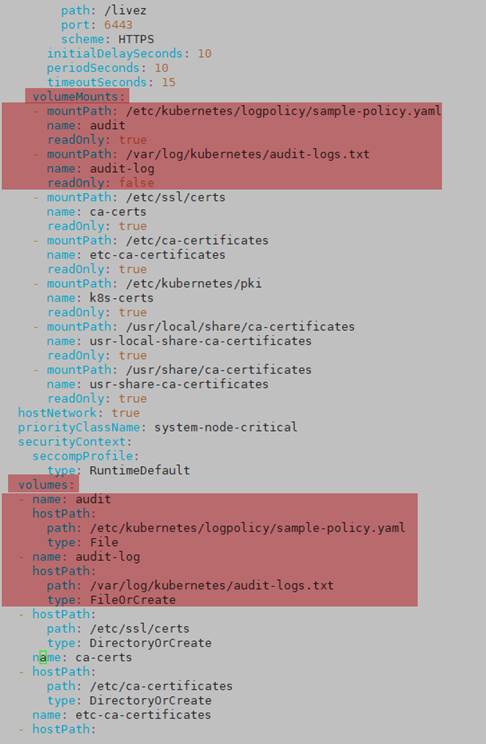 path: /livez
port: 6443
scheme: HTTPS
initialDelaySeconds: 10
periodSeconds: 10
timeoutSeconds: 15
volumeMounts:
- mountPath: /etc/kubernetes/logpolicy/sample-policy.yaml
name: audit
readOnly: true
- mountPath: /var/log/kubernetes/audit-logs.txt
name: audit-log
readOnly: false
- mountPath: /etc/ssl/certs
name: ca-certs
readOnly: true
- mountPath: /etc/ca-certificates
name: etc-ca-certificates
readOnly: true
- mountPath: /etc/kubernetes/pki
name: k8s-certs
readOnly: true
- mountPath: /usr/local/share/ca-certificates
name: usr-local-share-ca-certificates
readOnly: true
- mountPath: /usr/share/ca-certificates
name: usr-share-ca-certificates
readOnly: true
hostNetwork: true
priorityClassName: system-node-critical
securityContext:
seccompProfile:
type: RuntimeDefault
volumes:
- name: audit
hostPath:
path: /etc/kubernetes/logpolicy/sample-policy.yaml
type: File
- name: audit-log
hostPath:
path: /var/log/kubernetes/audit-logs.txt
type: FileOrCreate
- hostPath:
path: /etc/ssl/certs
type: DirectoryOrCreate
name: ca-certs
- hostPath:
path: /etc/ca-certificates
type: DirectoryOrCreate
name: etc-ca-certificates
- hostPath: